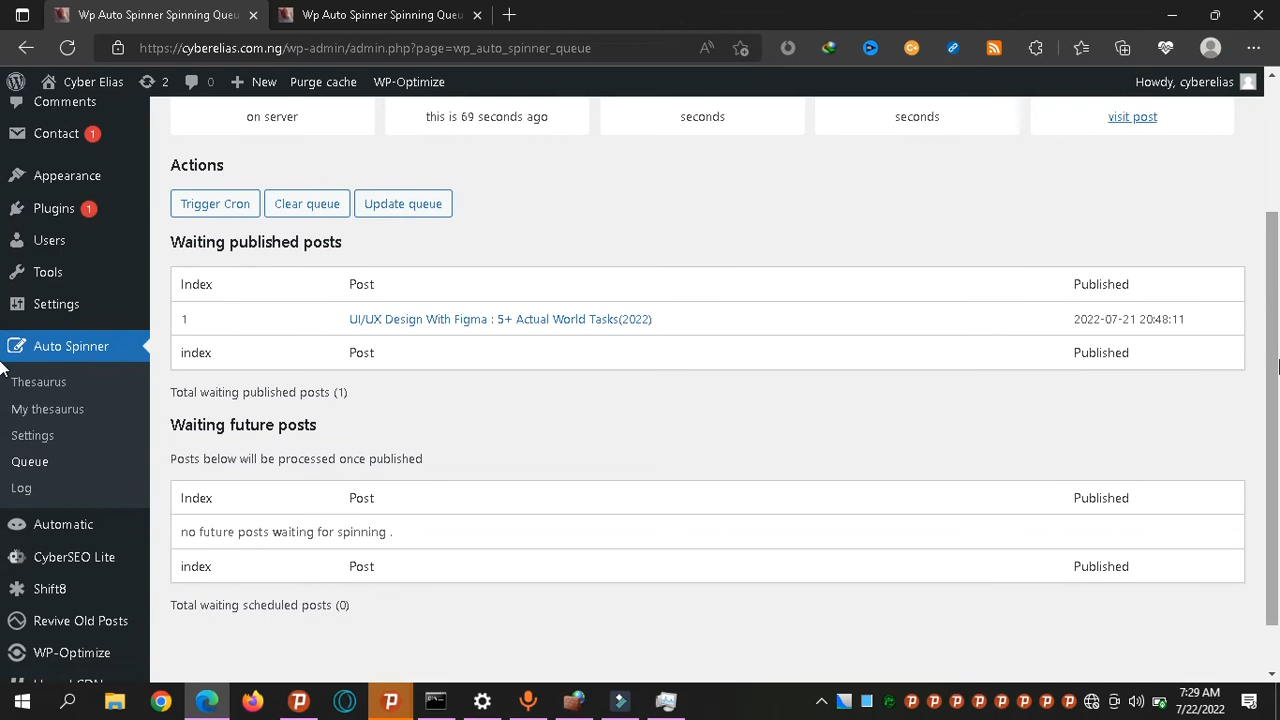 Wp Auto Spinner Spinning Queu
Wp Auto Spinner Spinning Queu
https://cyberelias.com.ng/wp-admin/admin.php?page=wp_auto_spinner_queue
Cyber Elias
2
0
New
Purge cache
WP-Optimize
Howdy, cyberelias
Comments
Contact 1
Appearance
Plugins 1
Users
Tools
Settings
Auto Spinner
Thesaurus
My thesaurus
Settings
Queue
Log
Automatic
CyberSEO Lite
Shift8
Revive Old Posts
WP-Optimize
on server
this is 69 seconds ago
seconds
seconds
visit post
Actions
Trigger Cron
Clear queue
Update queue
Waiting published posts
Index Post Published
1 UI/UX Design With Figma : 5+ Actual World Tasks(2022) 2022-07-21 20:48:11
index Post Published
Total waiting published posts (1)
Waiting future posts
Posts below will be processed once published
Index Post Published
no future posts waiting for spinning .
index Post Published
Total waiting scheduled posts (0)
7:29 AM
7/22/2022